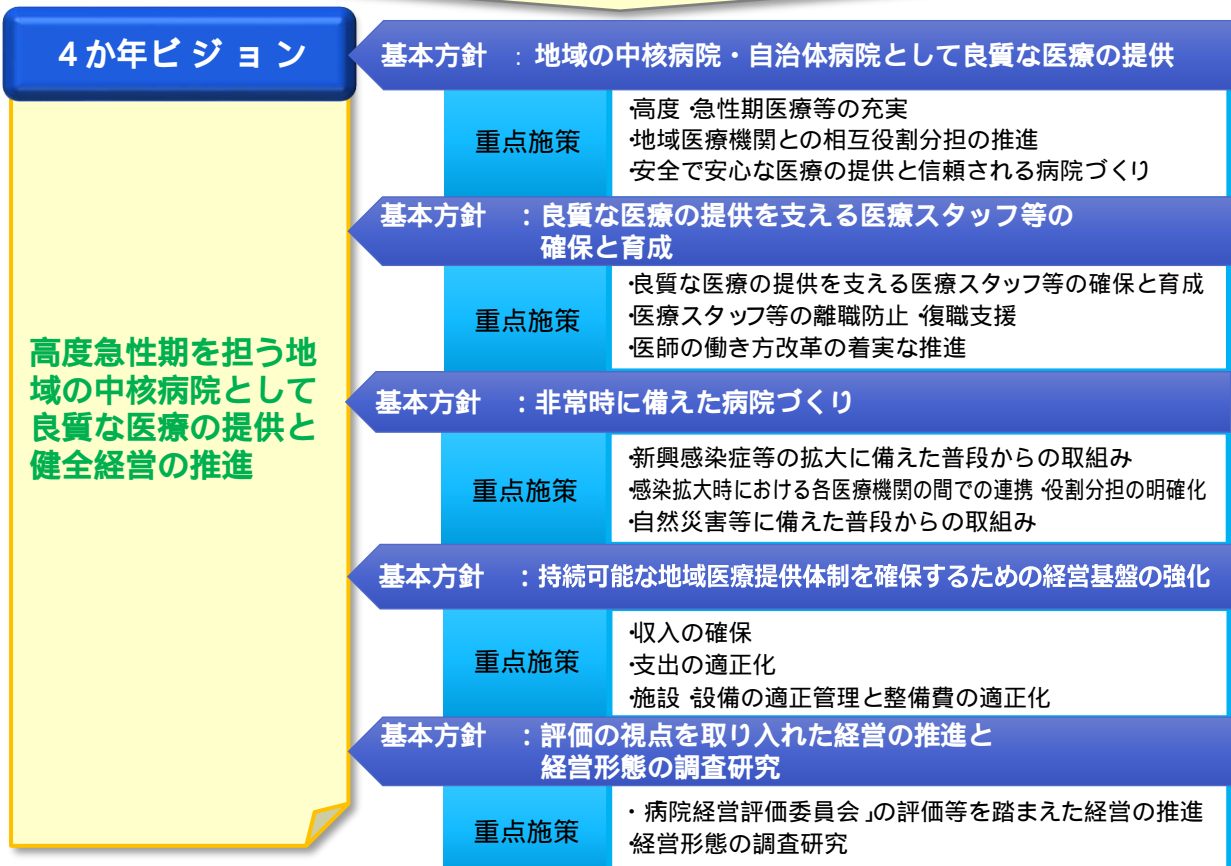 4か年ビジョン
高度急性期を担う地
域の中核病院として
良質な医療の提供と
健全経営の推進
基本方針 ：地域の中核病院・自治体病院として良質な医療の提供
重点施策
・高度・急性期医療等の充実
・地域医療機関との相互役割分担の推進
・安全で安心な医療の提供と信頼される病院づくり
基本方針 ：良質な医療の提供を支える医療スタッフ等の
確保と育成
重点施策
・良質な医療の提供を支える医療スタッフ等の確保と育成
・医療スタッフ等の離職防止・復職支援
・医師の働き方改革の着実な推進
基本方針 ：非常時に備えた病院づくり
重点施策
・新興感染症等の拡大に備えた普段からの取組み
・感染拡大時における各医療機関の間での連携・役割分担の明確化
・自然災害等に備えた普段からの取組み
基本方針 ：持続可能な地域医療提供体制を確保するための経営基盤の強化
重点施策
・収入の確保
・支出の適正化
・施設・設備の適正管理と整備費の適正化
基本方針 ：評価の視点を取り入れた経営の推進と
経営形態の調査研究
重点施策
・病院経営評価委員会」の評価等を踏まえた経営の推進
・経営形態の調査研究